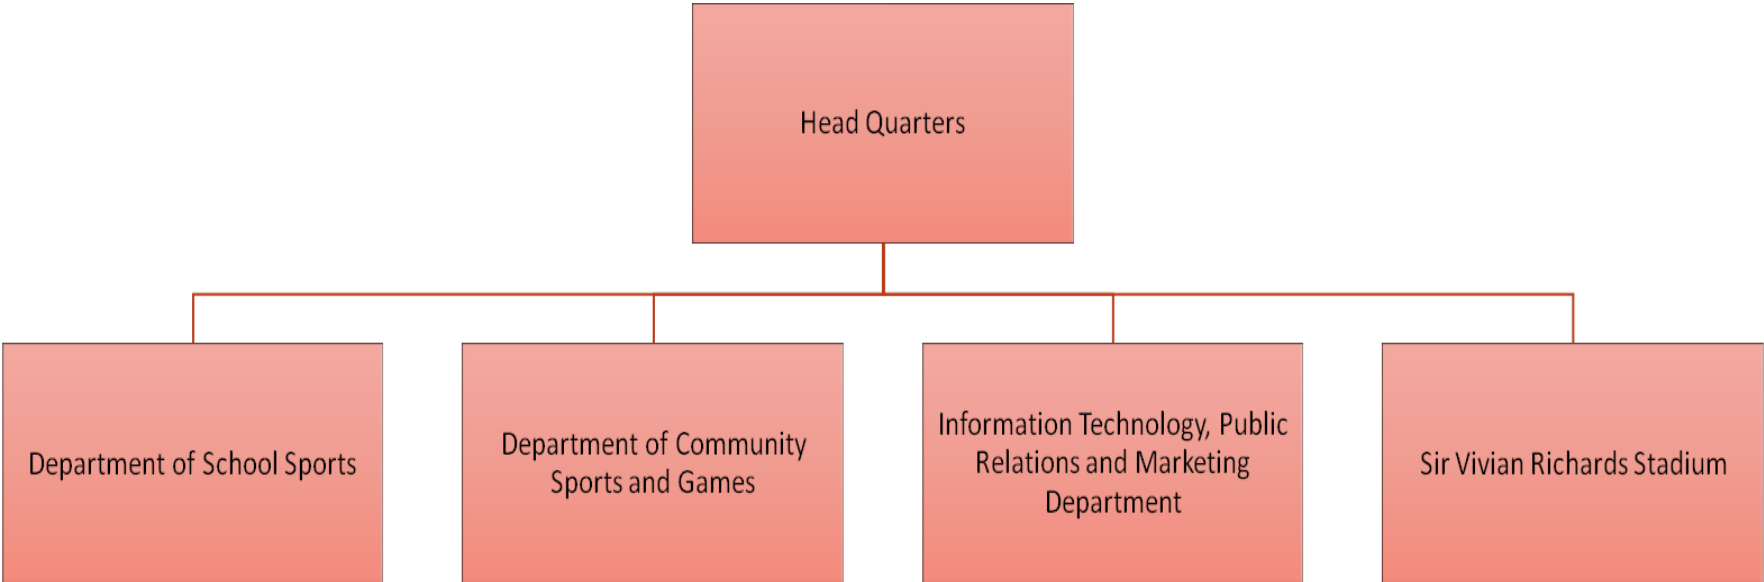 Head Quarters
Department of School Sports
Department of Community
Sports and Games
Information Technology, Public
Relations and Marketing
Department
Sir Vivian Richards Stadium